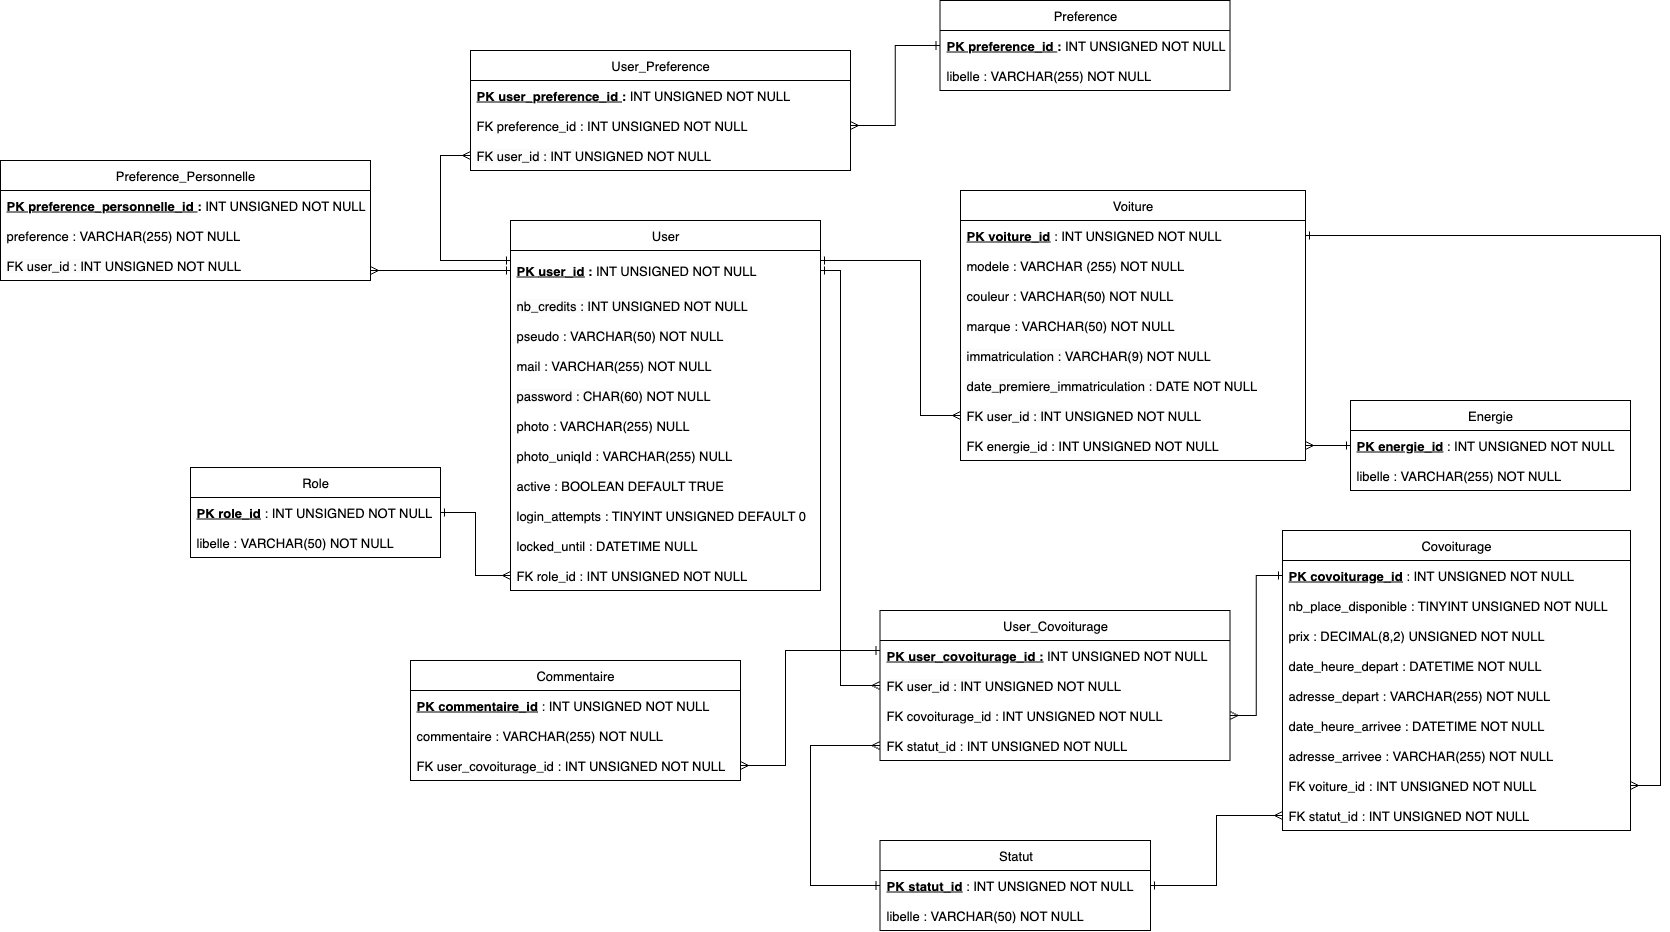 Preference
PK preference_id : INT UNSIGNED NOT NULL
libelle : VARCHAR(255) NOT NULL
User_Preference
PK user_preference_id : INT UNSIGNED NOT NULL
FK preference_id : INT UNSIGNED NOT NULL
FK user_id : INT UNSIGNED NOT NULL
Preference_Personnelle
PK preference_personnelle_id : INT UNSIGNED NOT NULL
preference : VARCHAR(255) NOT NULL
FK user_id : INT UNSIGNED NOT NULL
User
PK user_id : INT UNSIGNED NOT NULL
nb_credits : INT UNSIGNED NOT NULL
pseudo : VARCHAR(50) NOT NULL
mail : VARCHAR(255) NOT NULL
password : CHAR(60) NOT NULL
photo : VARCHAR(255) NULL
photo_uniqId : VARCHAR(255) NULL
active : BOOLEAN DEFAULT TRUE
login_attempts : TINYINT UNSIGNED DEFAULT 0
locked_until : DATETIME NULL
FK role_id : INT UNSIGNED NOT NULL
Voiture
PK voiture_id : INT UNSIGNED NOT NULL
modele : VARCHAR (255) NOT NULL
couleur : VARCHAR(50) NOT NULL
marque : VARCHAR(50) NOT NULL
immatriculation : VARCHAR(9) NOT NULL
date_premiere_immatriculation : DATE NOT NULL
FK user_id : INT UNSIGNED NOT NULL
FK energie_id : INT UNSIGNED NOT NULL
Energie
PK energie_id : INT UNSIGNED NOT NULL
libelle : VARCHAR(255) NOT NULL
Role
PK role_id : INT UNSIGNED NOT NULL
libelle : VARCHAR(50) NOT NULL
Covoiturage
PK covoiturage_id : INT UNSIGNED NOT NULL
nb_place_disponible : TINYINT UNSIGNED NOT NULL
prix : DECIMAL(8,2) UNSIGNED NOT NULL
date_heure_depart : DATETIME NOT NULL
adresse_depart : VARCHAR(255) NOT NULL
date_heure_arrivee : DATETIME NOT NULL
adresse_arrivee : VARCHAR(255) NOT NULL
FK voiture_id : INT UNSIGNED NOT NULL
FK statut_id : INT UNSIGNED NOT NULL
User_Covoiturage
PK user_covoiturage_id : INT UNSIGNED NOT NULL
FK user_id : INT UNSIGNED NOT NULL
FK covoiturage_id : INT UNSIGNED NOT NULL
FK statut_id : INT UNSIGNED NOT NULL
Commentaire
PK commentaire_id : INT UNSIGNED NOT NULL
commentaire : VARCHAR(255) NOT NULL
FK user_covoiturage_id : INT UNSIGNED NOT NULL
Statut
PK statut_id : INT UNSIGNED NOT NULL
libelle : VARCHAR(50) NOT NULL